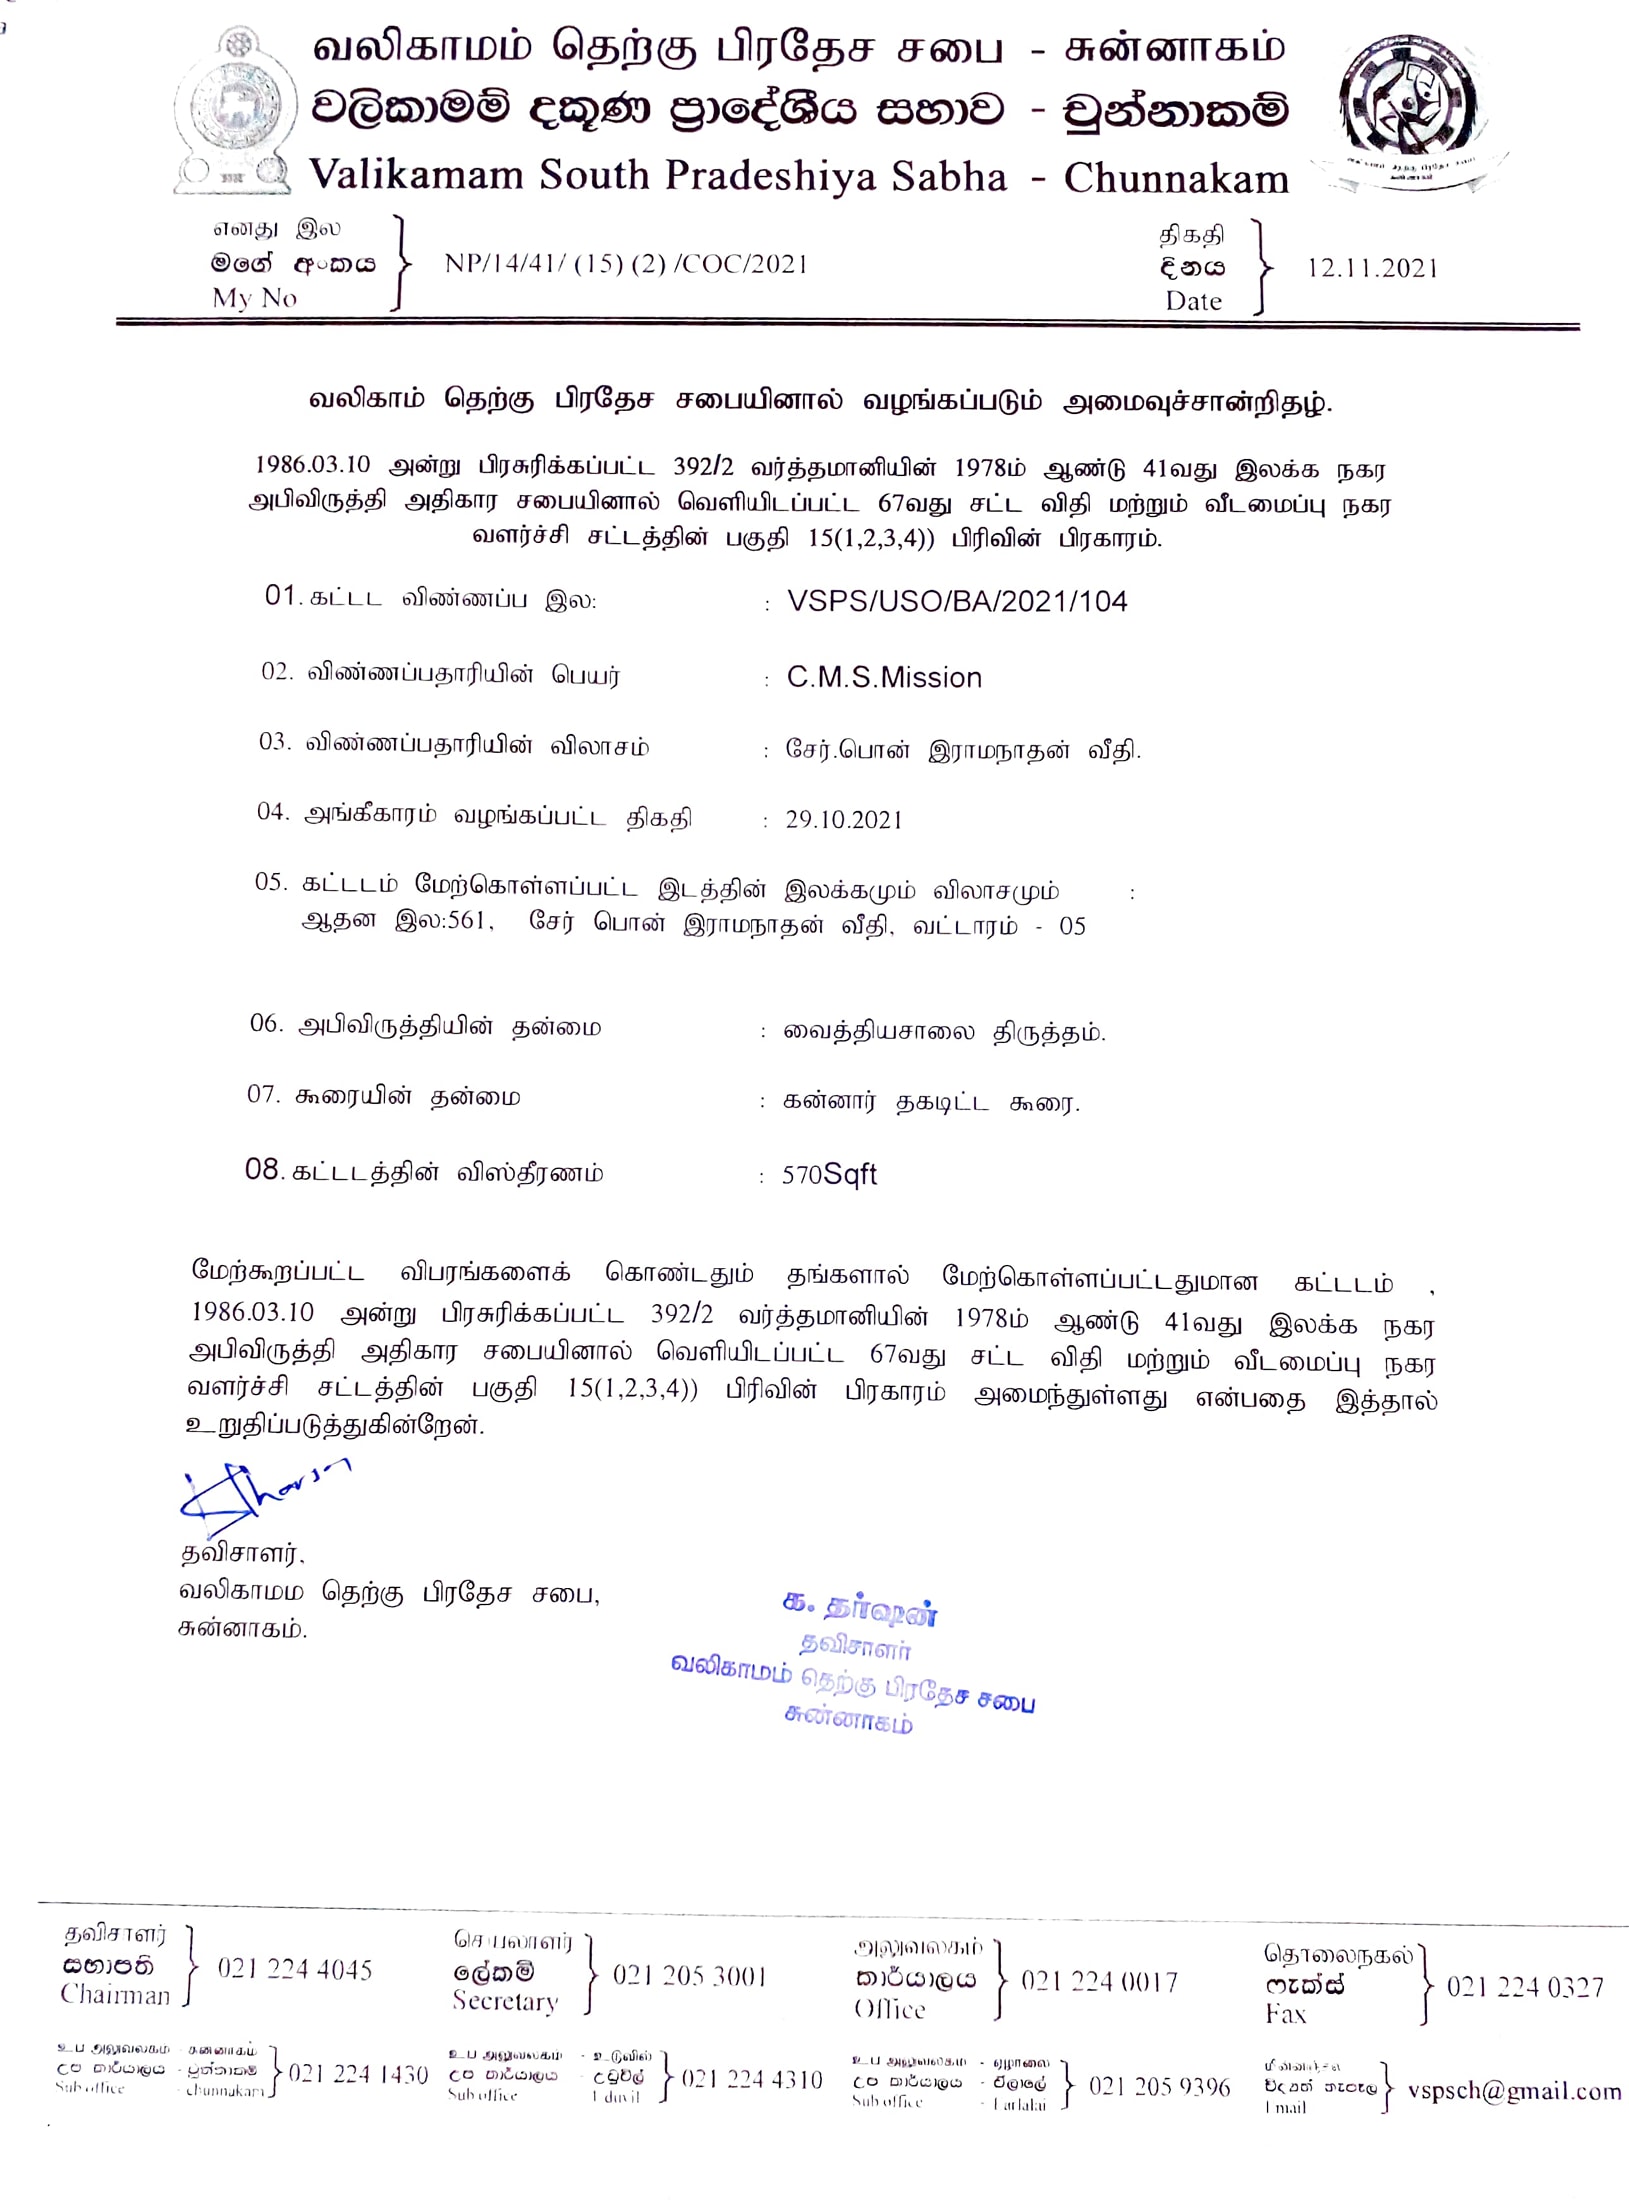 வலிகாமம் தெற்கு பிரதேச சபை - சுன்னாகம்
වලිකාමම් දකුණ ප්‍රාදේශීය සභාව - චුන්නාකම්
Valikamam South Pradeshiya Sabha - Chunnakam
எனது இல
මගේ අංකය
My No
NP/14/41/ (15) (2) /COC/2021
திகதி
දිනය
Date
12.11.2021
வலிகாம் தெற்கு பிரதேச சபையினால் வழங்கப்படும் அமைவுச்சான்றிதழ்.
1986.03.10 அன்று பிரசுரிக்கப்பட்ட 392/2 வர்த்தமானியின் 1978ம் ஆண்டு 41வது இலக்க நகர
அபிவிருத்தி அதிகார சபையினால் வெளியிடப்பட்ட 67வது சட்ட விதி மற்றும் வீடமைப்பு நகர
வளர்ச்சி சட்டத்தின் பகுதி 15(1,2,3,4)) பிரிவின் பிரகாரம்.
01. கட்டட விண்ணப்ப இல: : VSPS/USO/BA/2021/104
02. விண்ணப்பதாரியின் பெயர் : C.M.S.Mission
03. விண்ணப்பதாரியின் விலாசம் : சேர்.பொன் இராமநாதன் வீதி.
04. அங்கீகாரம் வழங்கப்பட்ட திகதி : 29.10.2021
05. கட்டடம் மேற்கொள்ளப்பட்ட இடத்தின் இலக்கமும் விலாசமும் :
ஆதன இல:561, சேர் பொன் இராமநாதன் வீதி, வட்டாரம் - 05
06. அபிவிருத்தியின் தன்மை : வைத்தியசாலை திருத்தம்.
07. கூரையின் தன்மை : கன்னார் தகடிட்ட கூரை.
08. கட்டடத்தின் விஸ்தீரணம் : 570Sqft
மேற்கூறப்பட்ட விபரங்களைக் கொண்டதும் தங்களால் மேற்கொள்ளப்பட்டதுமான கட்டடம் ,
1986.03.10 அன்று பிரசுரிக்கப்பட்ட 392/2 வர்த்தமானியின் 1978ம் ஆண்டு 41வது இலக்க நகர
அபிவிருத்தி அதிகார சபையினால் வெளியிடப்பட்ட 67வது சட்ட விதி மற்றும் வீடமைப்பு நகர
வளர்ச்சி சட்டத்தின் பகுதி 15(1,2,3,4)) பிரிவின் பிரகாரம் அமைந்துள்ளது என்பதை இத்தால்
உறுதிப்படுத்துகின்றேன்.
தவிசாளர்,
வலிகாமம தெற்கு பிரதேச சபை,
சுன்னாகம்.
க. தர்ஷன்
தவிசாளர்
வலிகாமம் தெற்கு பிரதேச சபை
சுன்னாகம்
தவிசாளர்
සභාපති
Chairman
021 224 4045
செயலாளர்
ලේකම්
Secretary
021 205 3001
அலுவலகம்
කාර්යාලය
Office
021 224 0017
தொலைநகல்
ෆැක්ස්
Fax
021 224 0327
உப அலுவலகம் - சுன்னாகம்
උප කාර්යාලය - චුන්නාකම්
Sub office - chunnakam
021 224 1430
உப அலுவலகம் - உடுவில்
උප කාර්යාලය - උඩුවිල්
Sub office - Uduvil
021 224 4310
உப அலுவலகம் - ஏழாலை
උප කාර්යාලය
Sub office
021 205 9396
vspsch@gmail.com